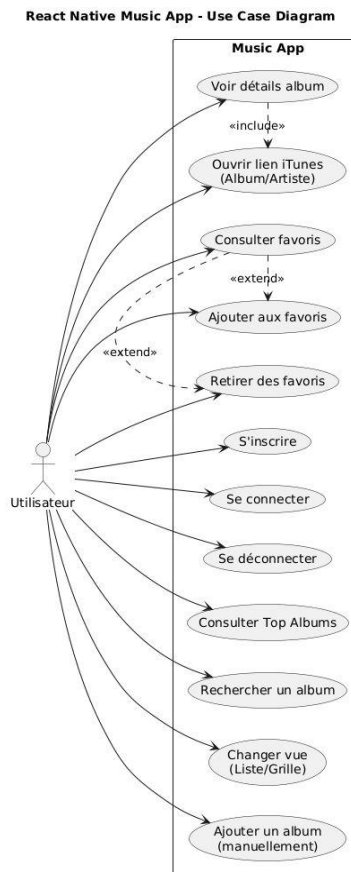 React Native Music App - Use Case Diagram
Music App
Voir détails album
«include»
Ouvrir lien iTunes
(Album/Artiste)
Consulter favoris
«extend»
Ajouter aux favoris
«extend»
Retirer des favoris
S'inscrire
Utilisateur
Se connecter
Se déconnecter
Consulter Top Albums
Rechercher un album
Changer vue
(Liste/Grille)
Ajouter un album
(manuellement)